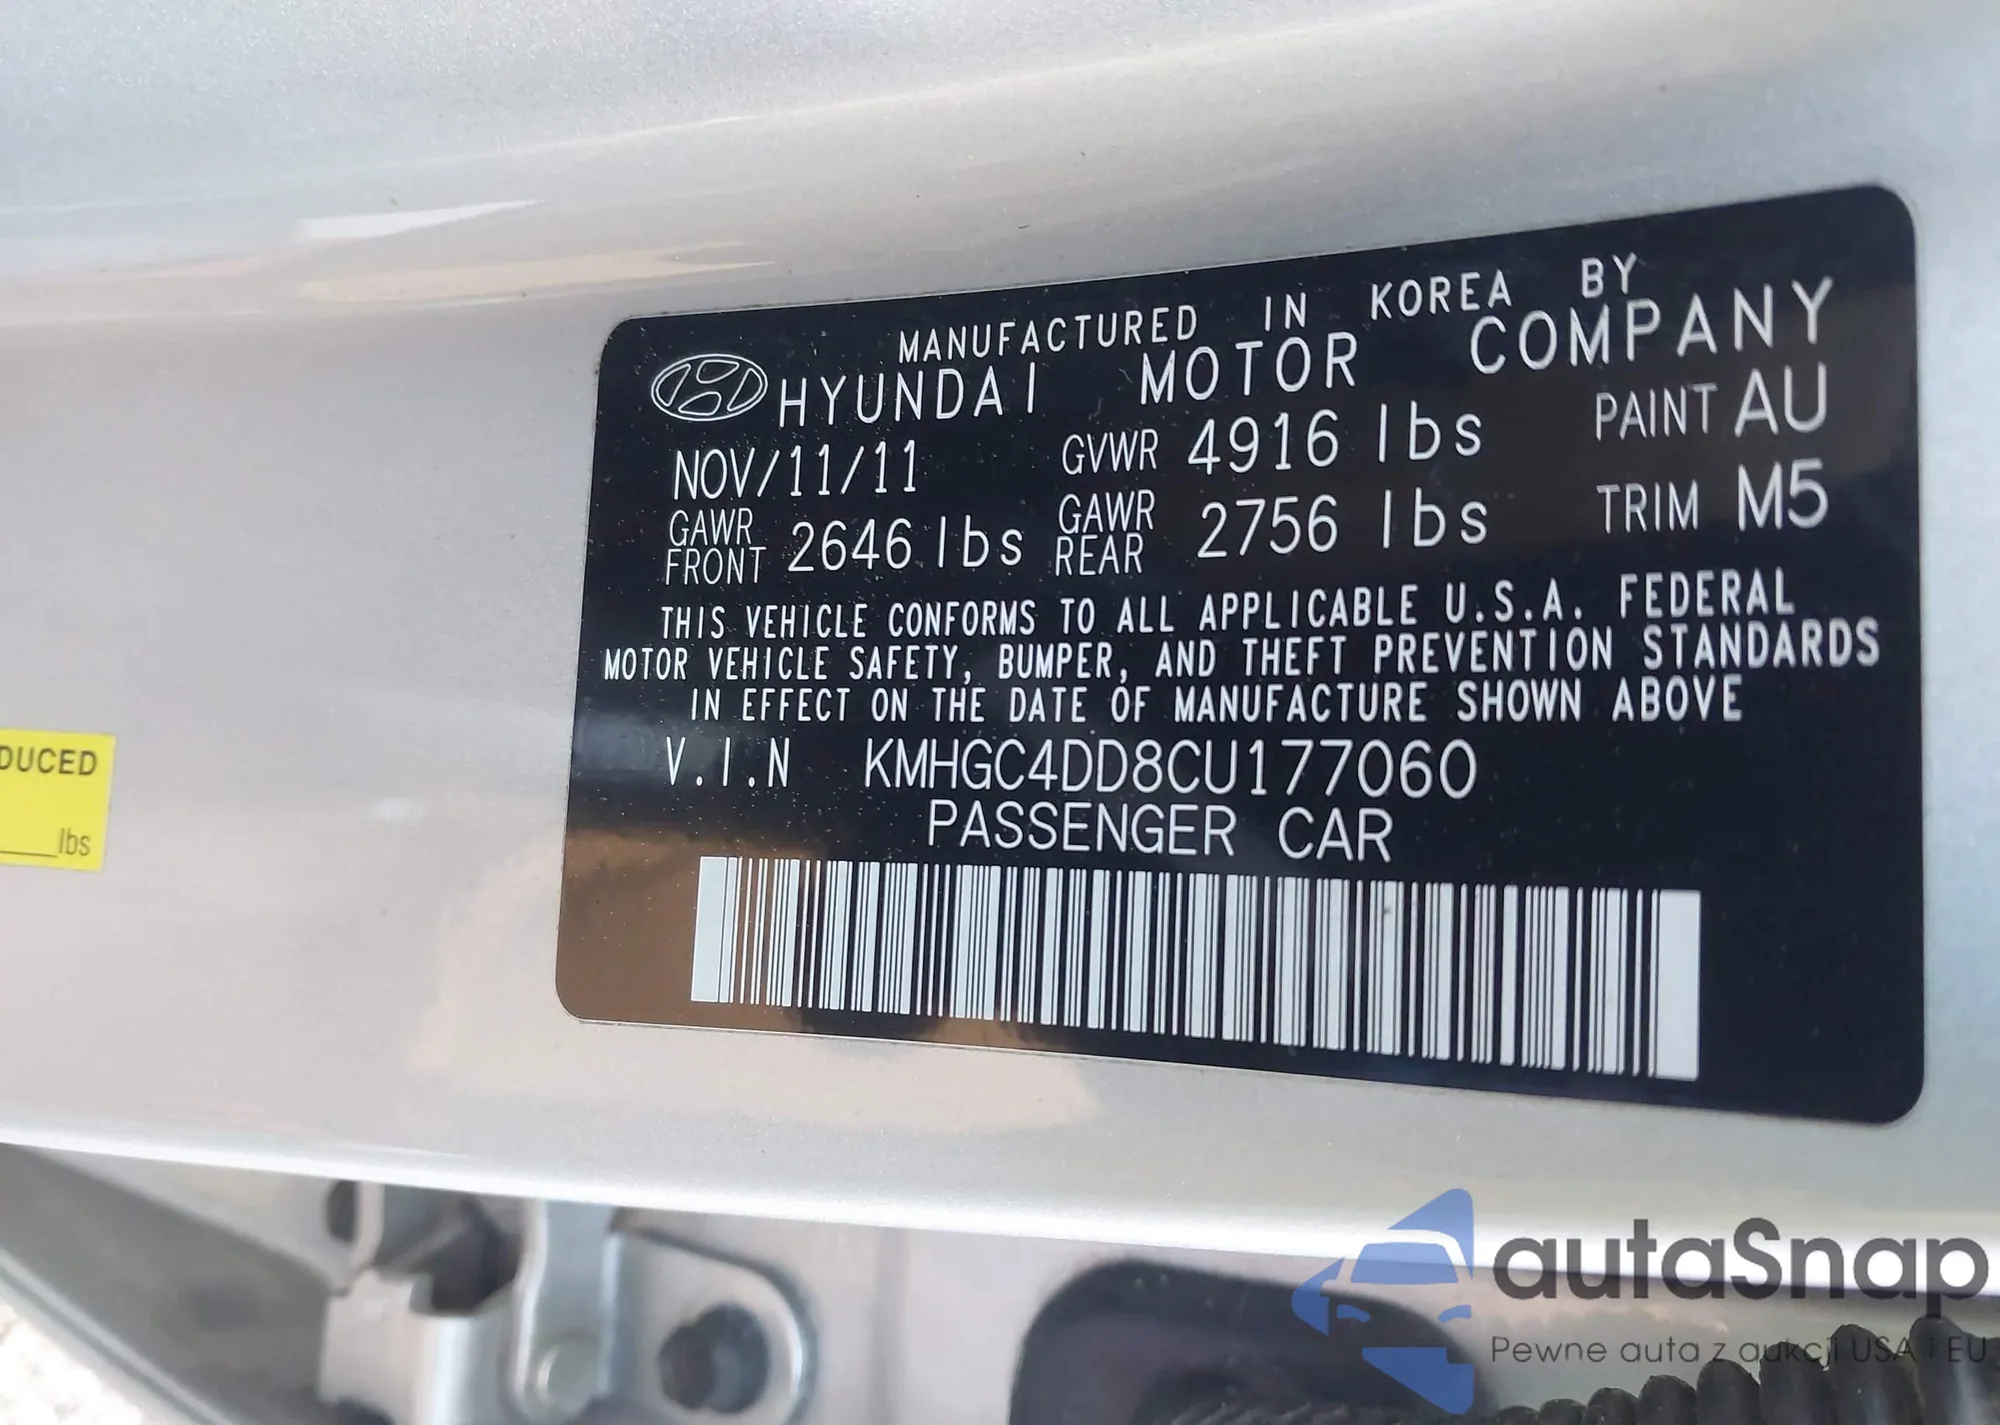 MANUFACTURED IN KOREA BY
HYUNDAI MOTOR COMPANY
NOV/11/11 GVWR 4916 lbs PAINT AU
GAWR FRONT 2646 lbs GAWR REAR 2756 lbs TRIM M5
THIS VEHICLE CONFORMS TO ALL APPLICABLE U.S.A. FEDERAL
MOTOR VEHICLE SAFETY, BUMPER, AND THEFT PREVENTION STANDARDS
IN EFFECT ON THE DATE OF MANUFACTURE SHOWN ABOVE
V.I.N KMHGC4DD8CU177060
PASSENGER CAR
DUCED
lbs
autaSnap
Pewne auta z aukcji USA i EU